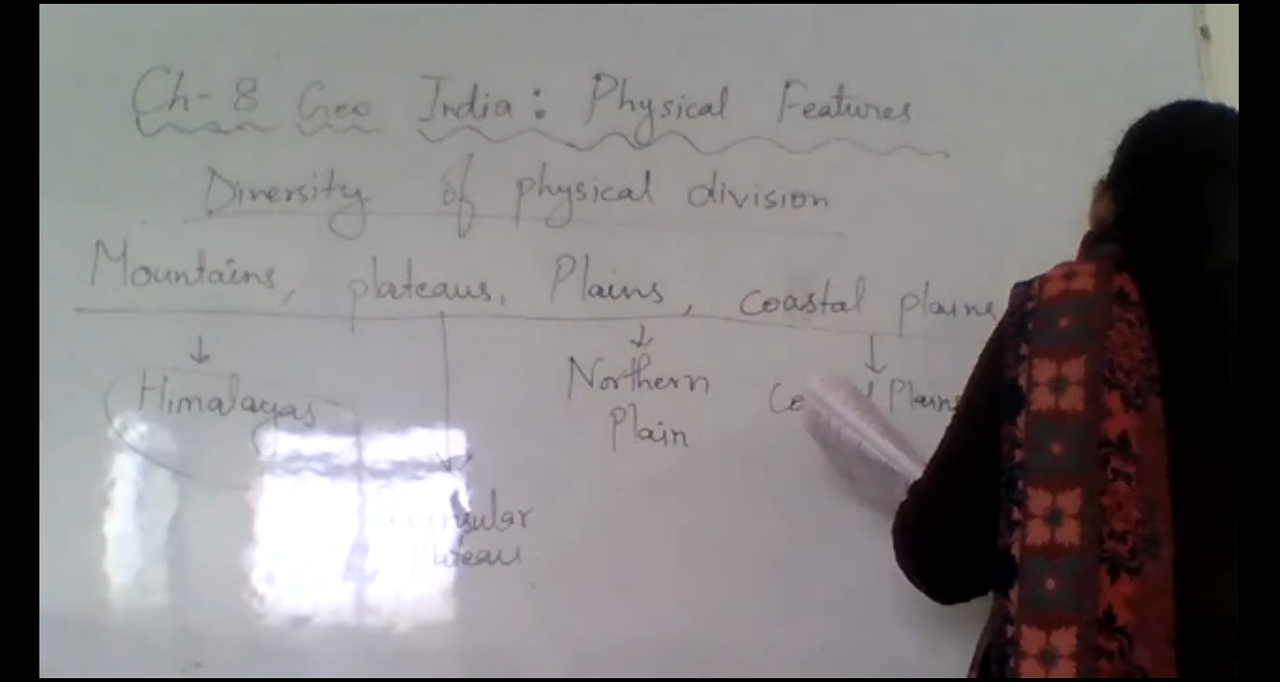 Ch-8 Geo India: Physical Features
Diversity of physical division
Mountains, plateaus, Plains, coastal plains
Himalayas
Northern
Plain
Plains